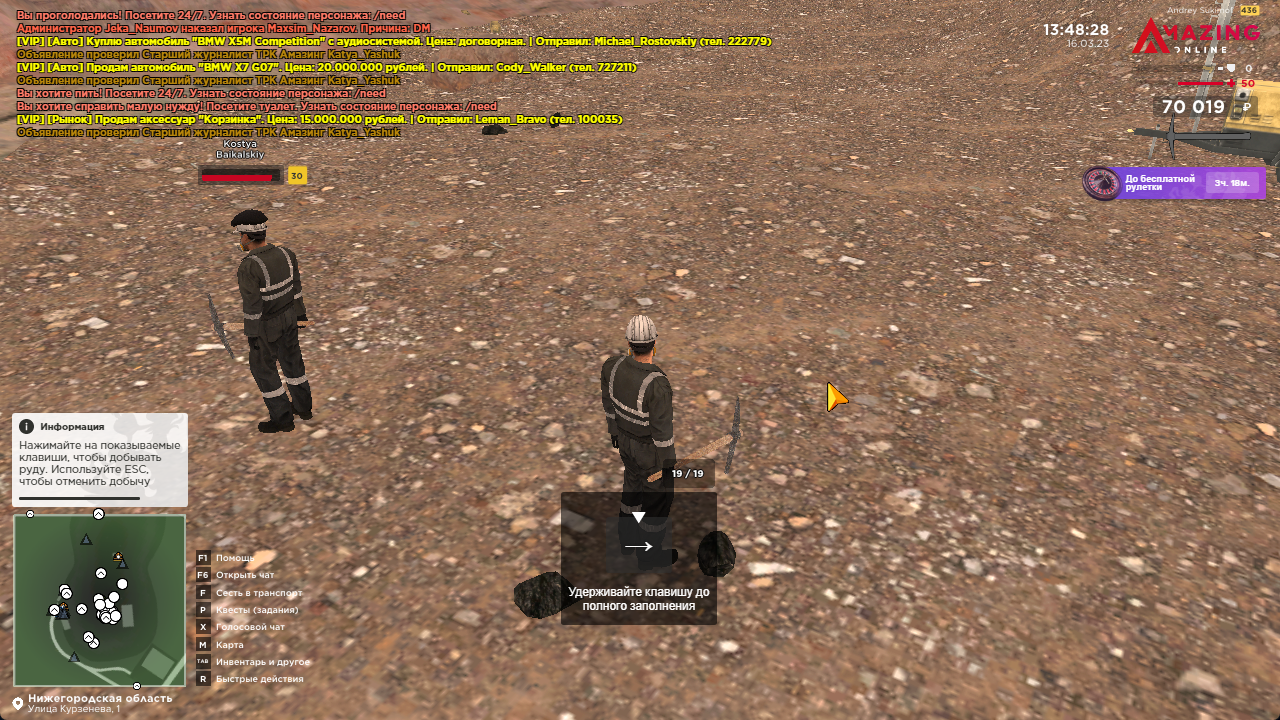 Вы проголодались! Посетите 24/7. Узнать состояние персонажа: /need
Администратор Jeka_Naumov наказал игрока Maxsim_Nazarov. Причина: DM
[VIP] [Авто] Куплю автомобиль "BMW X5M Competition" с аудиосистемой. Цена: договорная. | Отправил: Michael_Rostovskiy (тел. 222779)
Объявление проверил Старший журналист ТРК Амазинг Katya_Yashuk
[VIP] [Авто] Продам автомобиль "BMW X7 G07". Цена: 20.000.000 рублей. | Отправил: Cody_Walker (тел. 727211)
Объявление проверил Старший журналист ТРК Амазинг Katya_Yashuk
Вы хотите пить! Посетите 24/7. Узнать состояние персонажа: /need
Вы хотите справить малую нужду! Посетите туалет. Узнать состояние персонажа: /need
[VIP] [Рынок] Продам аксессуар "Корзинка". Цена: 15.000.000 рублей. | Отправил: Leman_Bravo (тел. 100035)
Объявление проверил Старший журналист ТРК Амазинг Katya_Yashuk
Andrey Sukimof 436
13:48:28
16.03.23
AMAZING
ONLINE
0
50
70 019 ₽
До бесплатной
рулетки
3ч. 18м.
Kostya
Baikalskiy
30
Информация
Нажимайте на показываемые
клавиши, чтобы добывать
руду. Используйте ESC,
чтобы отменить добычу
19 / 19
Удерживайте клавишу до
полного заполнения
F1 Помощь
F6 Открыть чат
F Сесть в транспорт
P Квесты (задания)
X Голосовой чат
M Карта
TAB Инвентарь и другое
R Быстрые действия
Нижегородская область
Улица Курзенева, 1